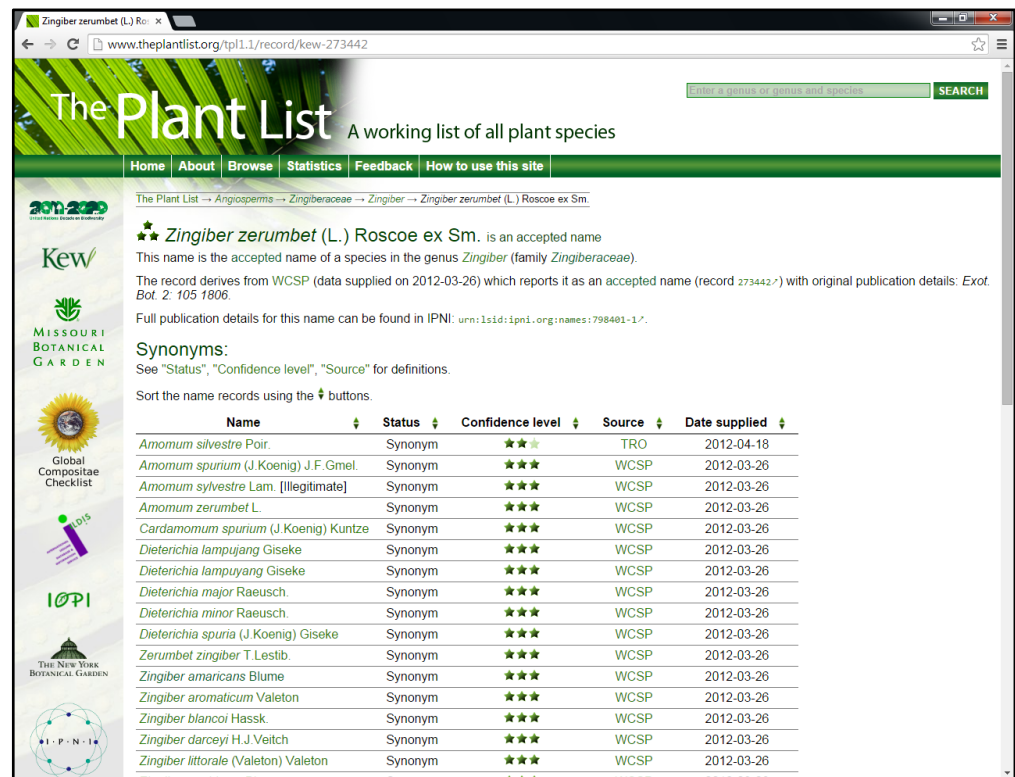 Zingiber zerumbet (L.) Ros
www.theplantlist.org/tpl1.1/record/kew-273442
The Plant List A working list of all plant species
Enter a genus or genus and species SEARCH
Home About Browse Statistics Feedback How to use this site
2011-2020
United Nations Decade on Biodiversity
Kew
MISSOURI
BOTANICAL
GARDEN
Global
Compositae
Checklist
ILDIS
IOPI
THE NEW YORK
BOTANICAL GARDEN
I·P·N·I
The Plant List → Angiosperms → Zingiberaceae → Zingiber → Zingiber zerumbet (L.) Roscoe ex Sm.
Zingiber zerumbet (L.) Roscoe ex Sm. is an accepted name
This name is the accepted name of a species in the genus Zingiber (family Zingiberaceae).
The record derives from WCSP (data supplied on 2012-03-26) which reports it as an accepted name (record 273442) with original publication details: Exot.
Bot. 2: 105 1806.
Full publication details for this name can be found in IPNI: urn:lsid:ipni.org:names:798401-1.
Synonyms:
See "Status", "Confidence level", "Source" for definitions.
Sort the name records using the buttons.
Name Status Confidence level Source Date supplied
Amomum silvestre Poir. Synonym TRO 2012-04-18
Amomum spurium (J.Koenig) J.F.Gmel. Synonym WCSP 2012-03-26
Amomum sylvestre Lam. [Illegitimate] Synonym WCSP 2012-03-26
Amomum zerumbet L. Synonym WCSP 2012-03-26
Cardamomum spurium (J.Koenig) Kuntze Synonym WCSP 2012-03-26
Dieterichia lampujang Giseke Synonym WCSP 2012-03-26
Dieterichia lampuyang Giseke Synonym WCSP 2012-03-26
Dieterichia major Raeusch. Synonym WCSP 2012-03-26
Dieterichia minor Raeusch. Synonym WCSP 2012-03-26
Dieterichia spuria (J.Koenig) Giseke Synonym WCSP 2012-03-26
Zerumbet zingiber T.Lestib. Synonym WCSP 2012-03-26
Zingiber amaricans Blume Synonym WCSP 2012-03-26
Zingiber aromaticum Valeton Synonym WCSP 2012-03-26
Zingiber blancoi Hassk. Synonym WCSP 2012-03-26
Zingiber darceyi H.J.Veitch Synonym WCSP 2012-03-26
Zingiber littorale (Valeton) Valeton Synonym WCSP 2012-03-26